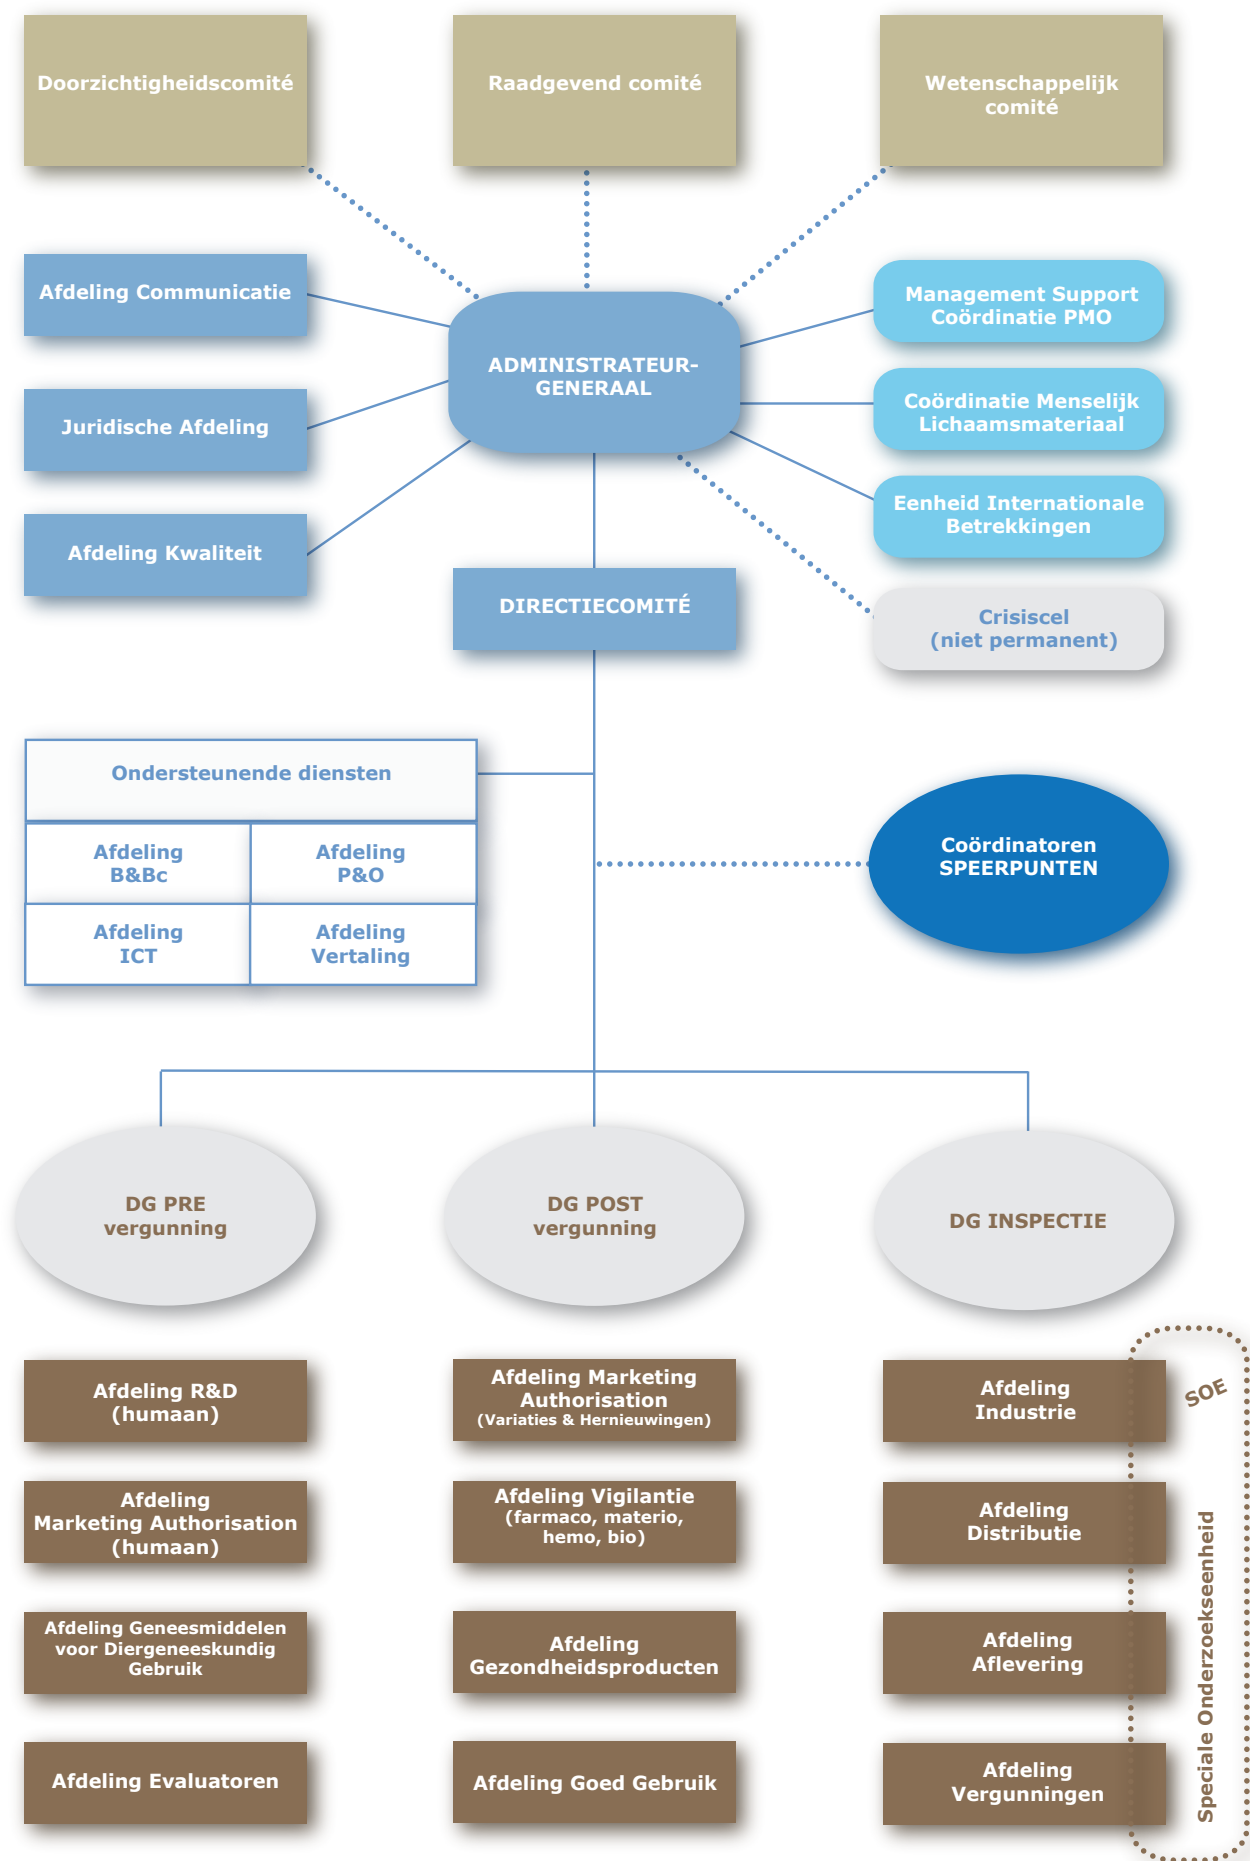 Doorzichtigheidscomité
Raadgevend comité
Wetenschappelijk
comité
Afdeling Communicatie
Juridische Afdeling
Afdeling Kwaliteit
ADMINISTRATEUR-
GENERAAL
Management Support
Coördinatie PMO
Coördinatie Menselijk
Lichaamsmateriaal
Eenheid Internationale
Betrekkingen
Crisiscel
(niet permanent)
DIRECTIECOMITÉ
Ondersteunende diensten
Afdeling
B&Bc
Afdeling
P&O
Afdeling
ICT
Afdeling
Vertaling
Coördinatoren
SPEERPUNTEN
DG PRE
vergunning
DG POST
vergunning
DG INSPECTIE
Afdeling R&D
(humaan)
Afdeling
Marketing Authorisation
(humaan)
Afdeling Geneesmiddelen
voor Diergeneeskundig
Gebruik
Afdeling Evaluatoren
Afdeling Marketing
Authorisation
(Variaties & Hernieuwingen)
Afdeling Vigilantie
(farmaco, materio,
hemo, bio)
Afdeling
Gezondheidsproducten
Afdeling Goed Gebruik
Afdeling
Industrie
Afdeling
Distributie
Afdeling
Aflevering
Afdeling
Vergunningen
SOE
Speciale Onderzoekseenheid